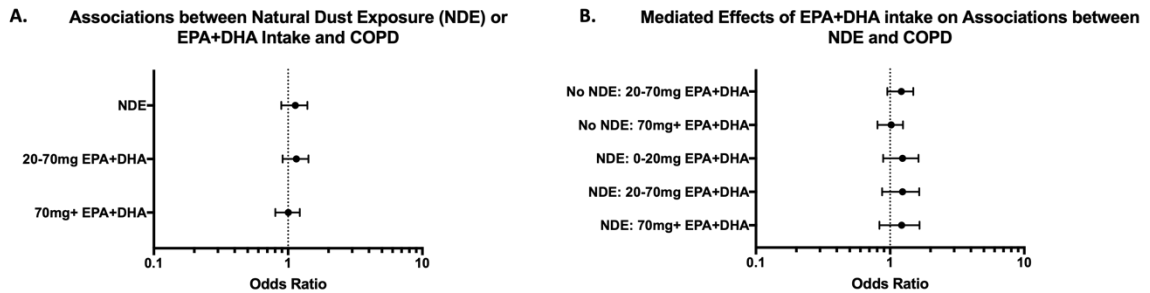 A. Associations between Natural Dust Exposure (NDE) or
EPA+DHA Intake and COPD
NDE
20-70mg EPA+DHA
70mg+ EPA+DHA
0.1 1 10
Odds Ratio
B. Mediated Effects of EPA+DHA intake on Associations between
NDE and COPD
No NDE: 20-70mg EPA+DHA
No NDE: 70mg+ EPA+DHA
NDE: 0-20mg EPA+DHA
NDE: 20-70mg EPA+DHA
NDE: 70mg+ EPA+DHA
0.1 1 10
Odds Ratio